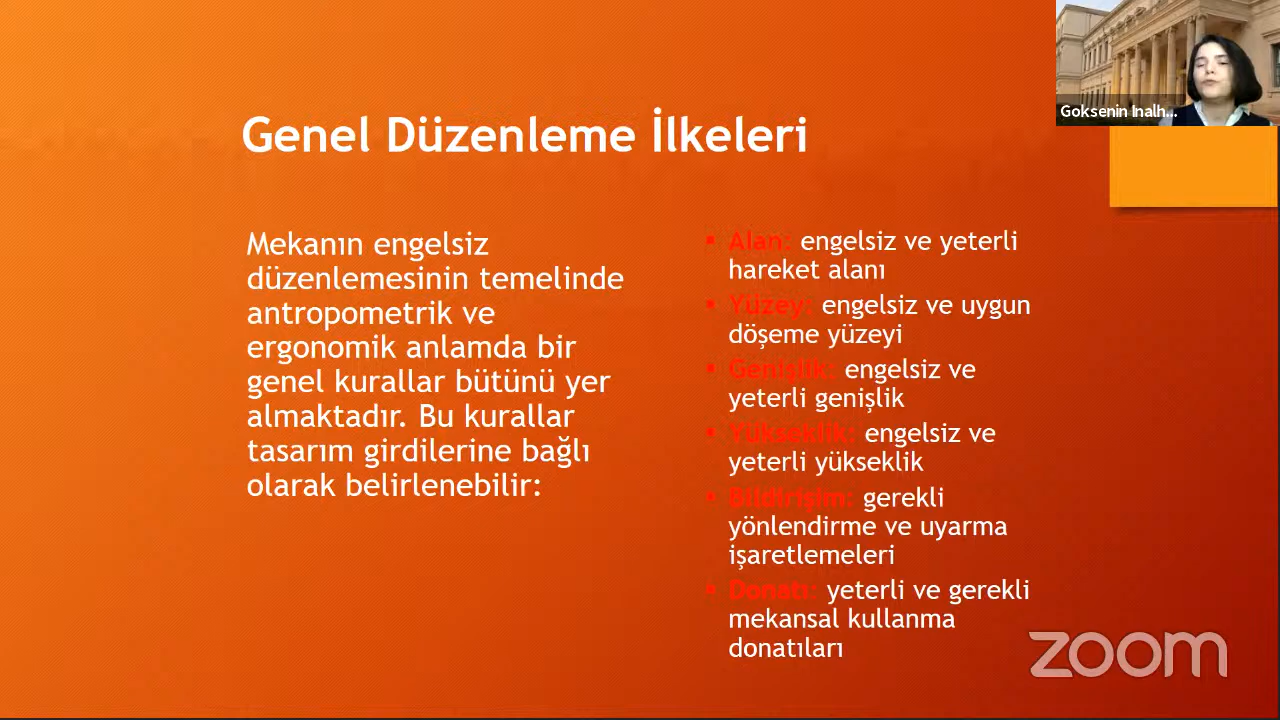 Goksenin Inalh...
Genel Düzenleme İlkeleri
Mekanın engelsiz
düzenlemesinin temelinde
antropometrik ve
ergonomik anlamda bir
genel kurallar bütünü yer
almaktadır. Bu kurallar
tasarım girdilerine bağlı
olarak belirlenebilir:
▪ Alan: engelsiz ve yeterli
hareket alanı
▪ Yüzey: engelsiz ve uygun
döşeme yüzeyi
▪ Genişlik: engelsiz ve
yeterli genişlik
▪ Yükseklik: engelsiz ve
yeterli yükseklik
▪ Bildirişim: gerekli
yönlendirme ve uyarma
işaretlemeleri
▪ Donatı: yeterli ve gerekli
mekansal kullanma
donatıları
zoom